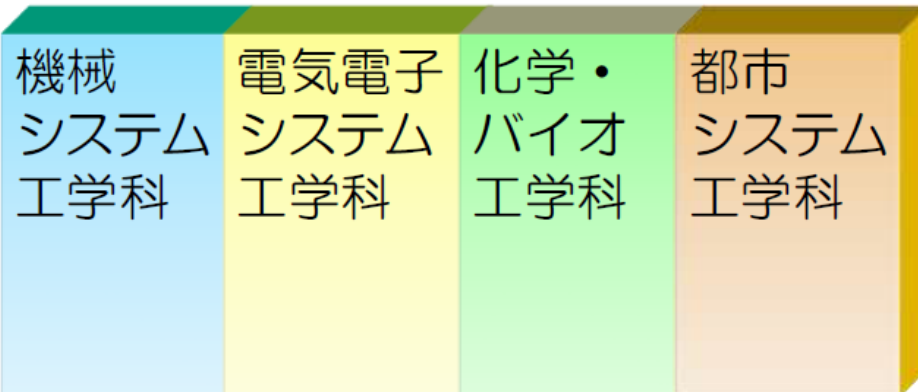 機械
システム
工学科
電気電子
システム
工学科
化学・
バイオ
工学科
都市
システム
工学科